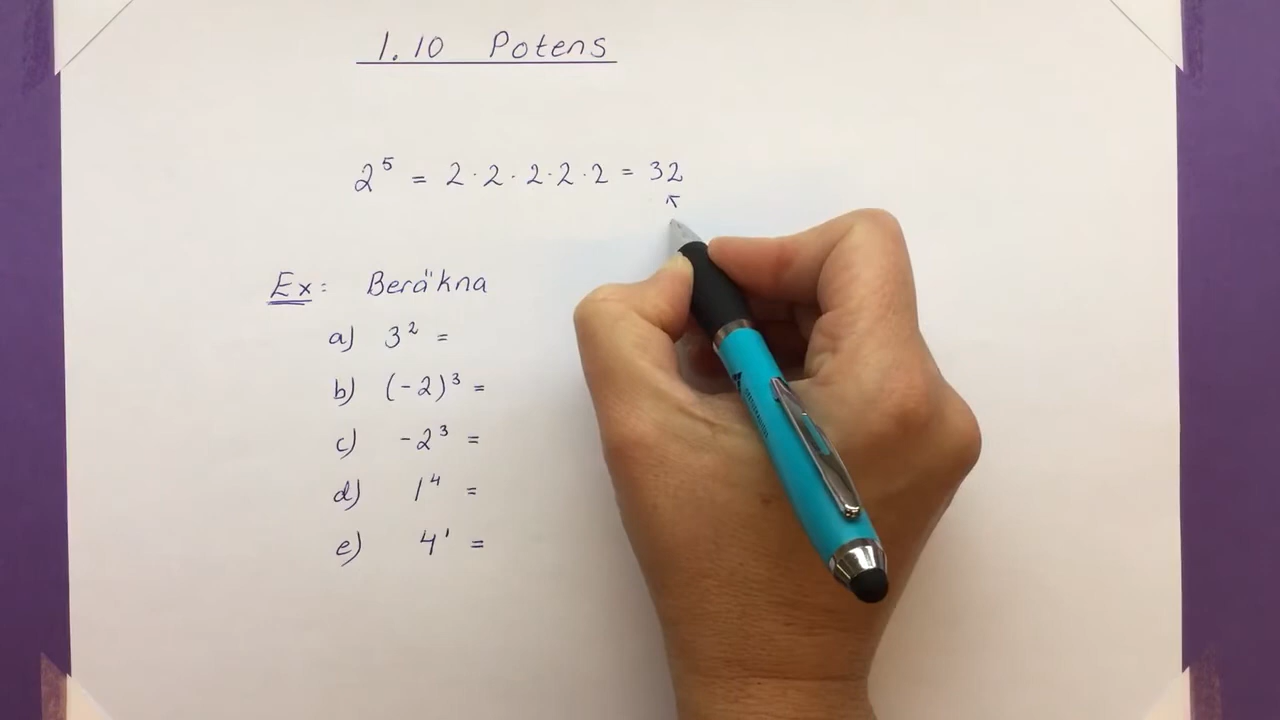 1.10 Potens
2⁵ = 2·2·2·2·2 = 32
Ex: Beräkna
a) 3² =
b) (-2)³ =
c) -2³ =
d) 1⁴ =
e) 4¹ =